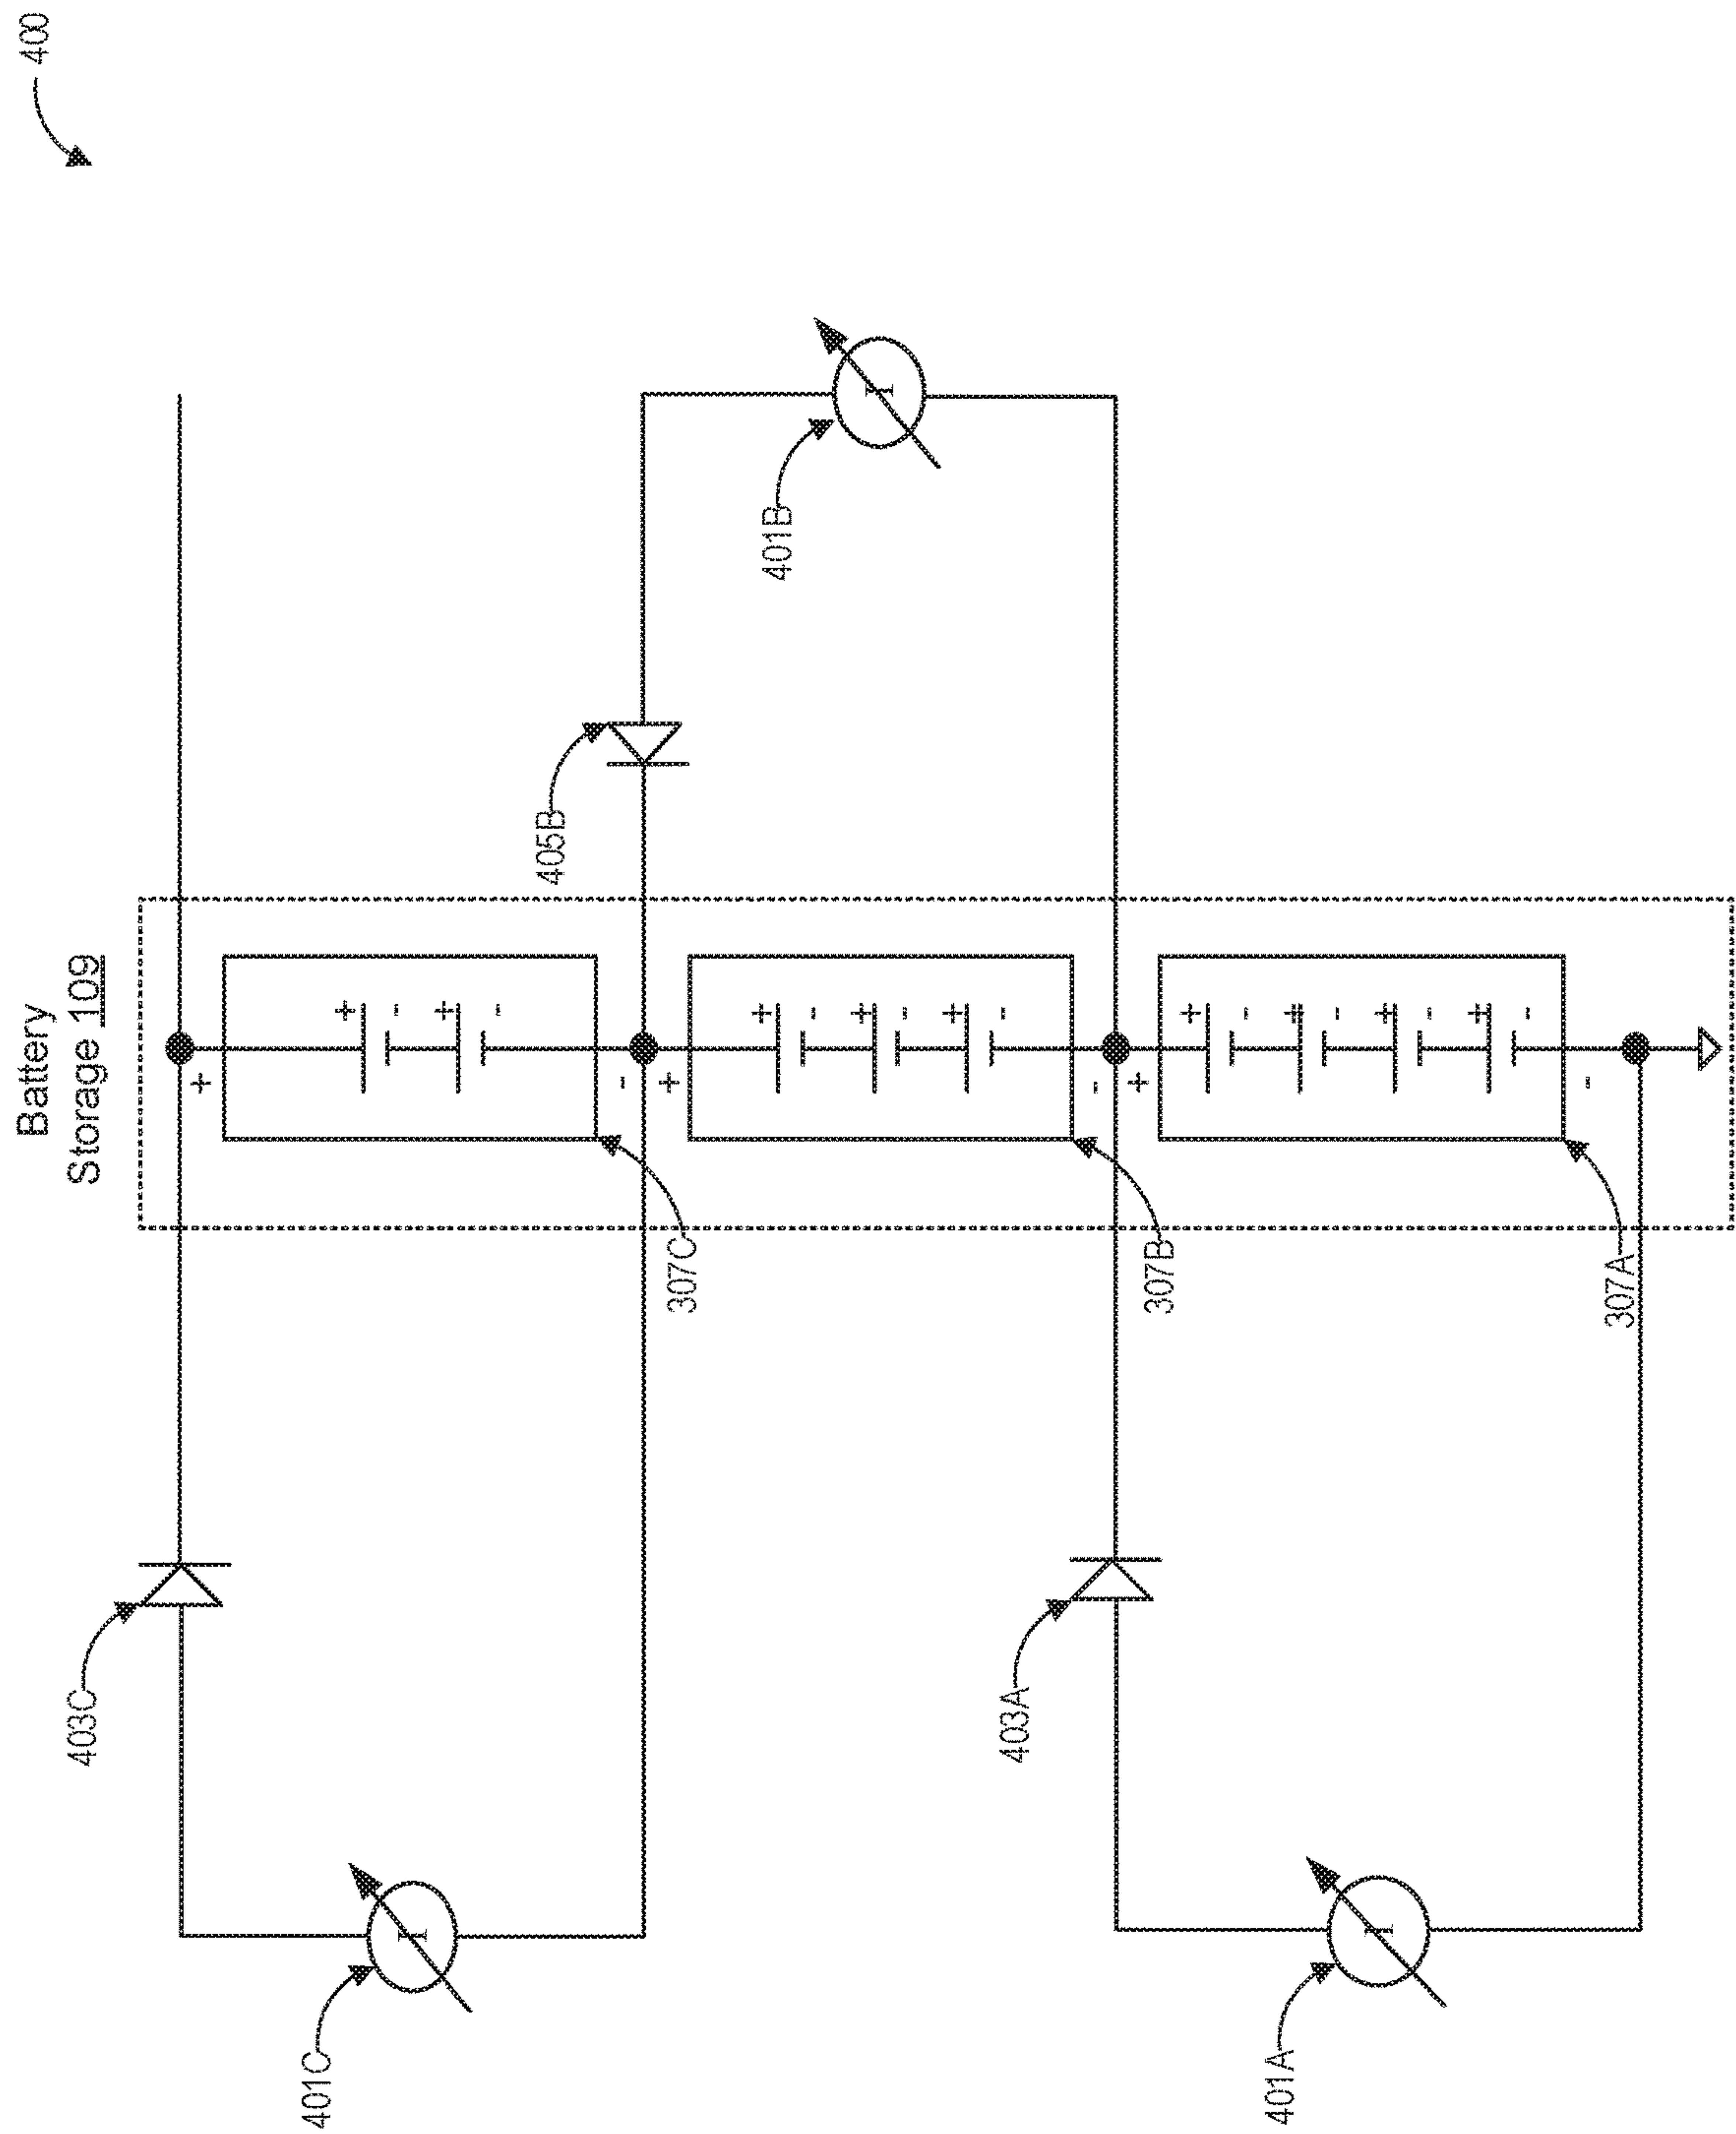 400
Battery
Storage 109
401B
405B
+
+
-
+
-
-
+
+
-
+
-
+
-
-
+
+
-
+
-
+
-
+
-
-
307C
307B
307A
403C
403A
I
I
I
401C
401A